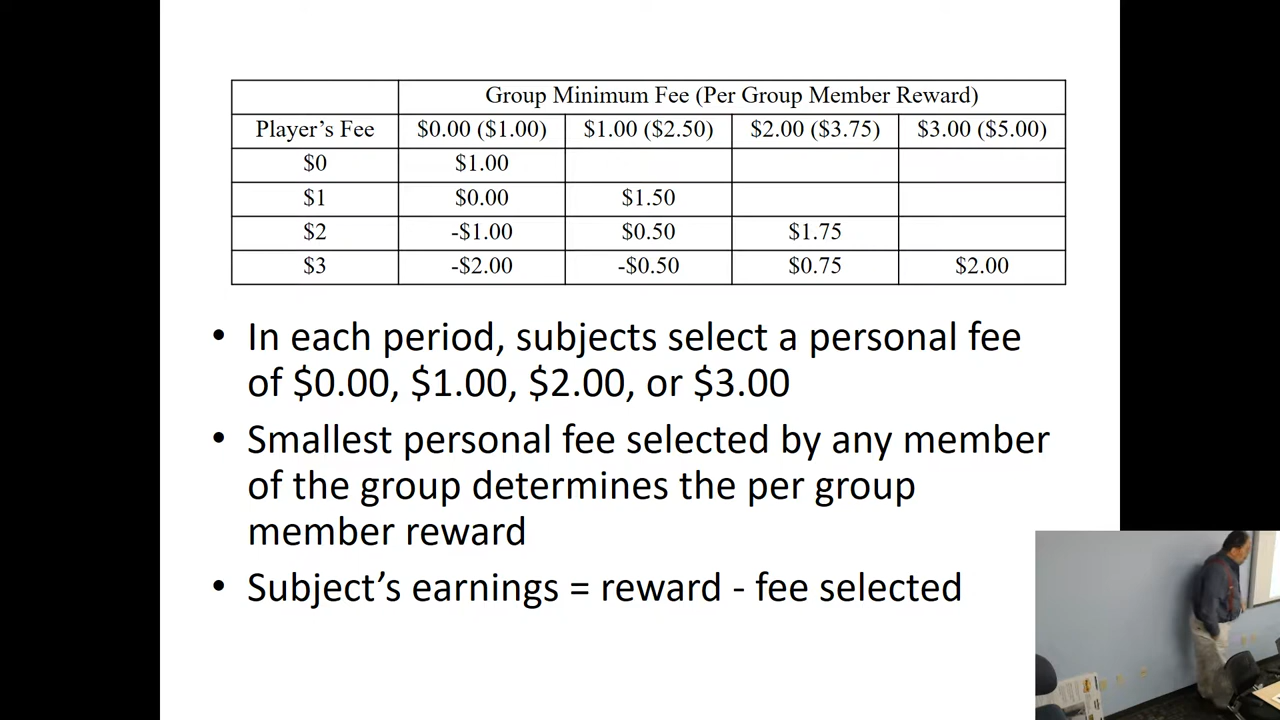 Group Minimum Fee (Per Group Member Reward)
Player's Fee $0.00 ($1.00) $1.00 ($2.50) $2.00 ($3.75) $3.00 ($5.00)
$0 $1.00
$1 $0.00 $1.50
$2 -$1.00 $0.50 $1.75
$3 -$2.00 -$0.50 $0.75 $2.00
• In each period, subjects select a personal fee
of $0.00, $1.00, $2.00, or $3.00
• Smallest personal fee selected by any member
of the group determines the per group
member reward
• Subject's earnings = reward - fee selected